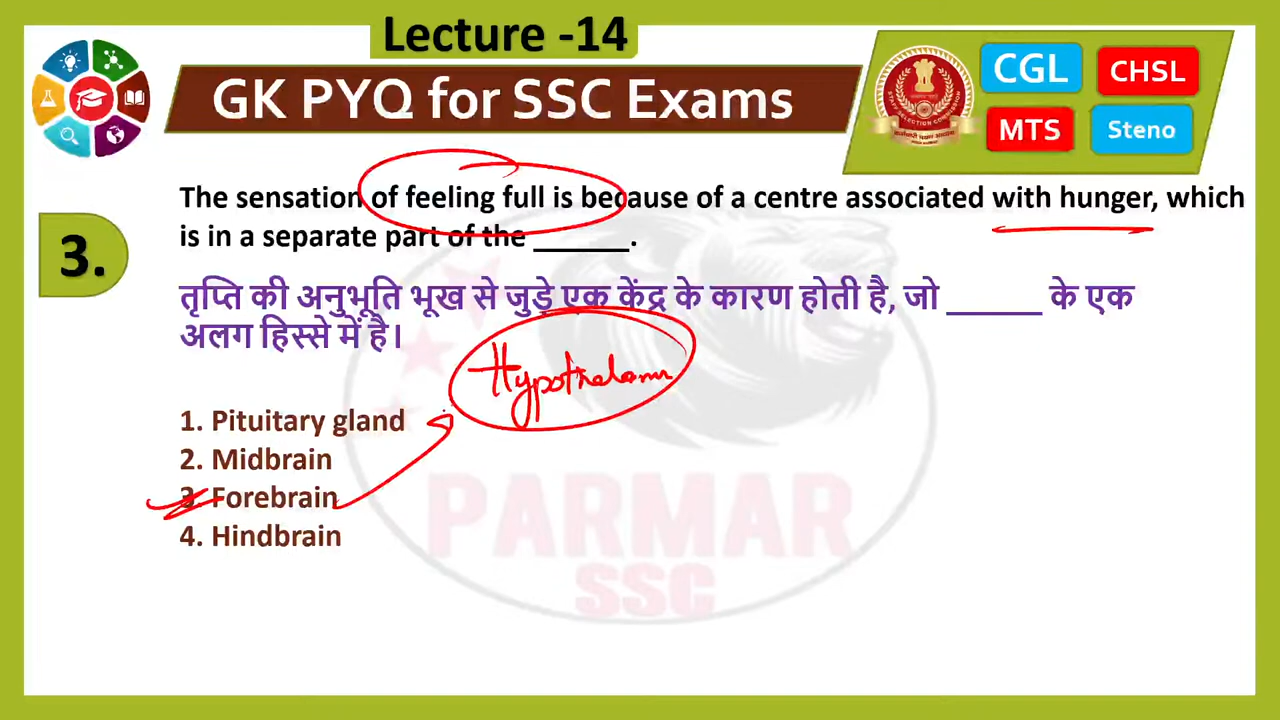 Lecture -14
GK PYQ for SSC Exams
CGL
CHSL
MTS
Steno
3.
The sensation of feeling full is because of a centre associated with hunger, which
is in a separate part of the ______.
तृप्ति की अनुभूति भूख से जुड़े एक केंद्र के कारण होती है, जो ______ के एक
अलग हिस्से में है।
Hypothalamus
1. Pituitary gland
2. Midbrain
3. Forebrain
4. Hindbrain
PARMAR
SSC